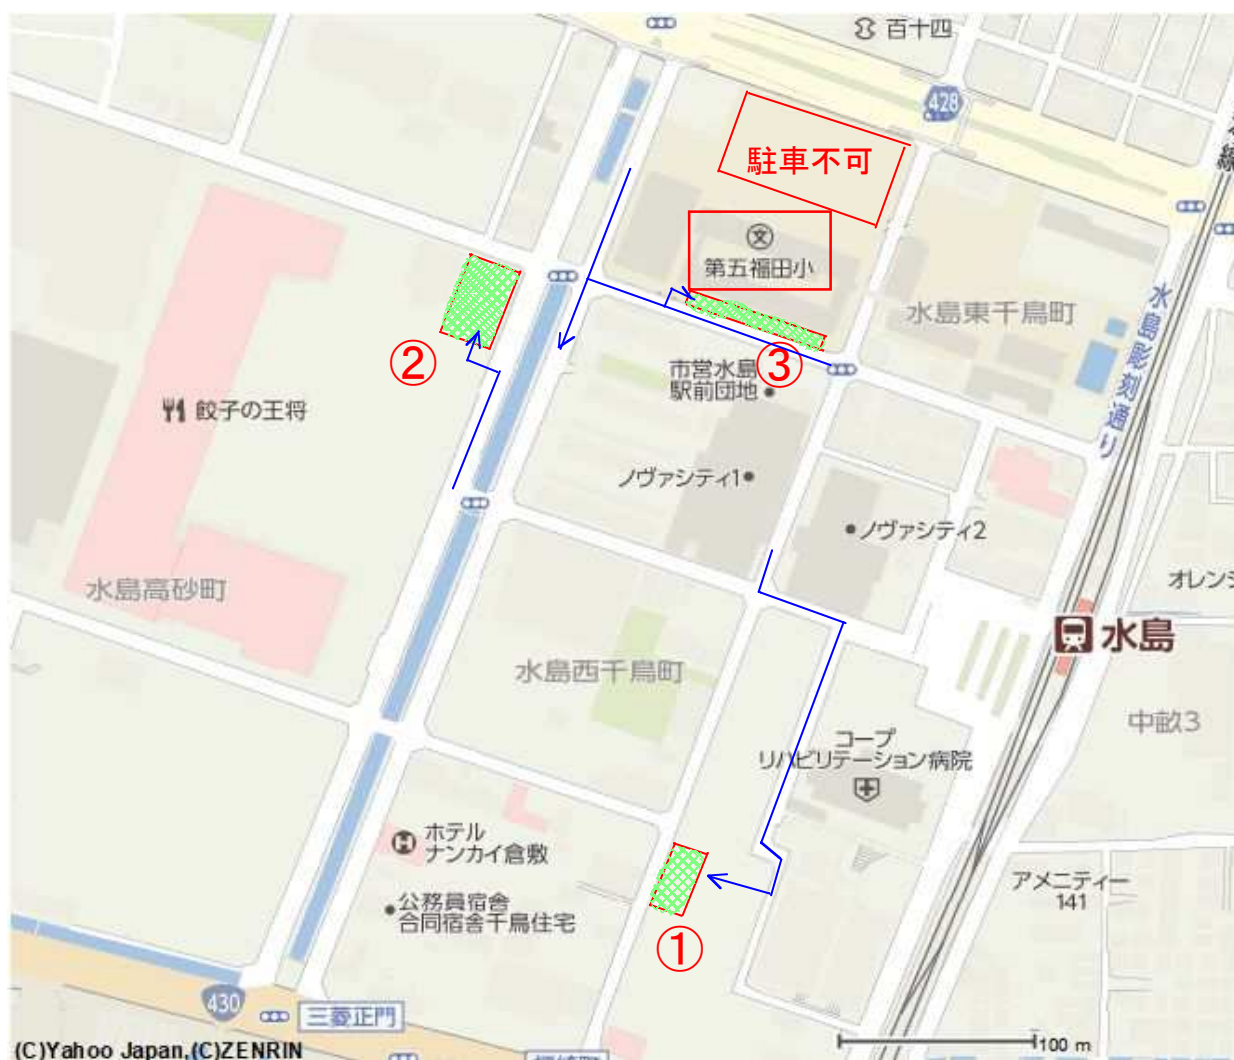 百十四
428
駐車不可
文
第五福田小
水島東千鳥町
水島彫刻通り
線
②
③
市営水島
駅前団地
餃子の王将
ノヴァシティ1
ノヴァシティ2
水島高砂町
オレンジ
水島
水島西千鳥町
中畝3
コープ
リハビリテーション病院
H
ホテル
ナンカイ倉敷
公務員宿舎
合同宿舎千鳥住宅
アメニティー
141
①
430
三菱正門
100 m
(C)Yahoo Japan,(C)ZENRIN